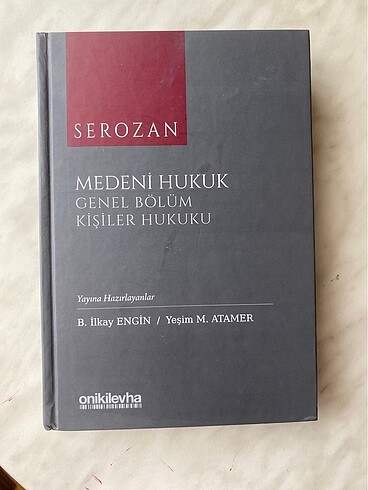 SEROZAN
MEDENİ HUKUK
GENEL BÖLÜM
KİŞİLER HUKUKU
Yayına Hazırlayanlar
B. İlkay ENGİN / Yeşim M. ATAMER
onikilevha